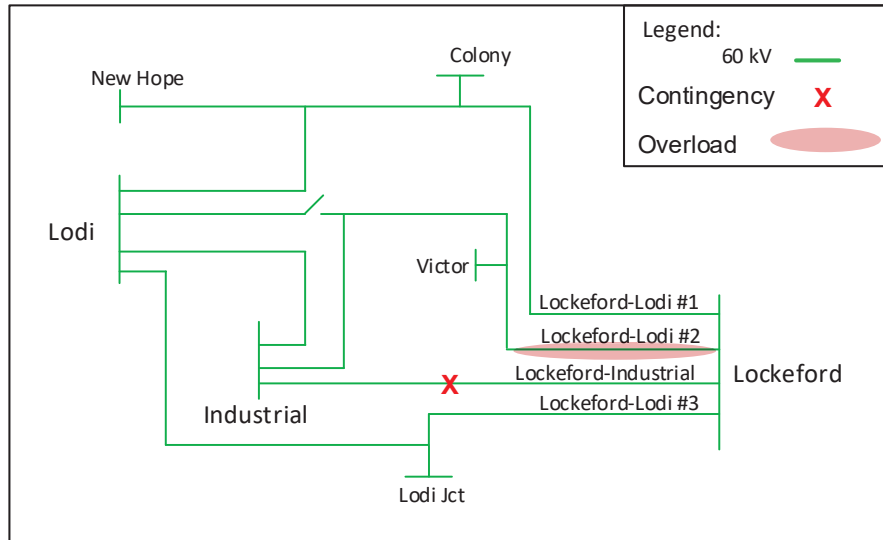 Legend:
60 kV
Contingency X
Overload
Colony
New Hope
Lodi
Victor
Lockeford-Lodi #1
Lockeford-Lodi #2
Lockeford-Industrial
Lockeford
X
Industrial
Lockeford-Lodi #3
Lodi Jct